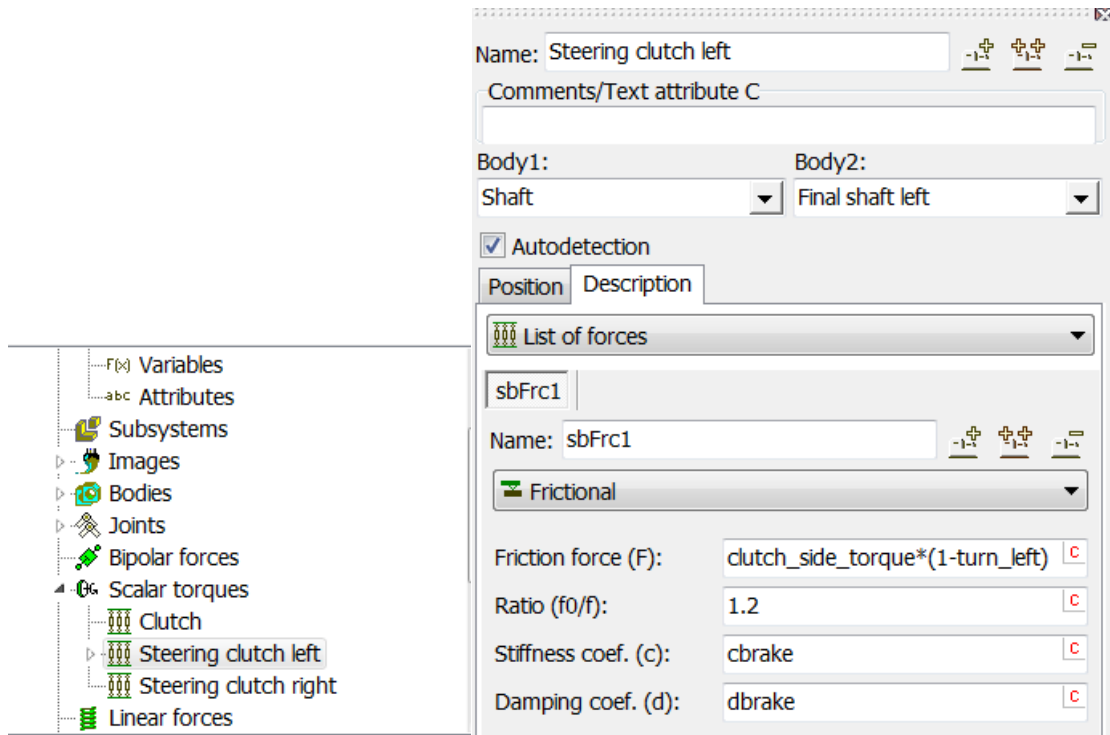 Name: Steering clutch left
Comments/Text attribute C
Body1: Body2:
Shaft Final shaft left
Autodetection
Position Description
List of forces
sbFrc1
Name: sbFrc1
Frictional
Friction force (F): clutch_side_torque*(1-turn_left) C
Ratio (f0/f): 1.2 C
Stiffness coef. (c): cbrake C
Damping coef. (d): dbrake C
F(x) Variables
abc Attributes
Subsystems
Images
Bodies
Joints
Bipolar forces
Scalar torques
Clutch
Steering clutch left
Steering clutch right
Linear forces